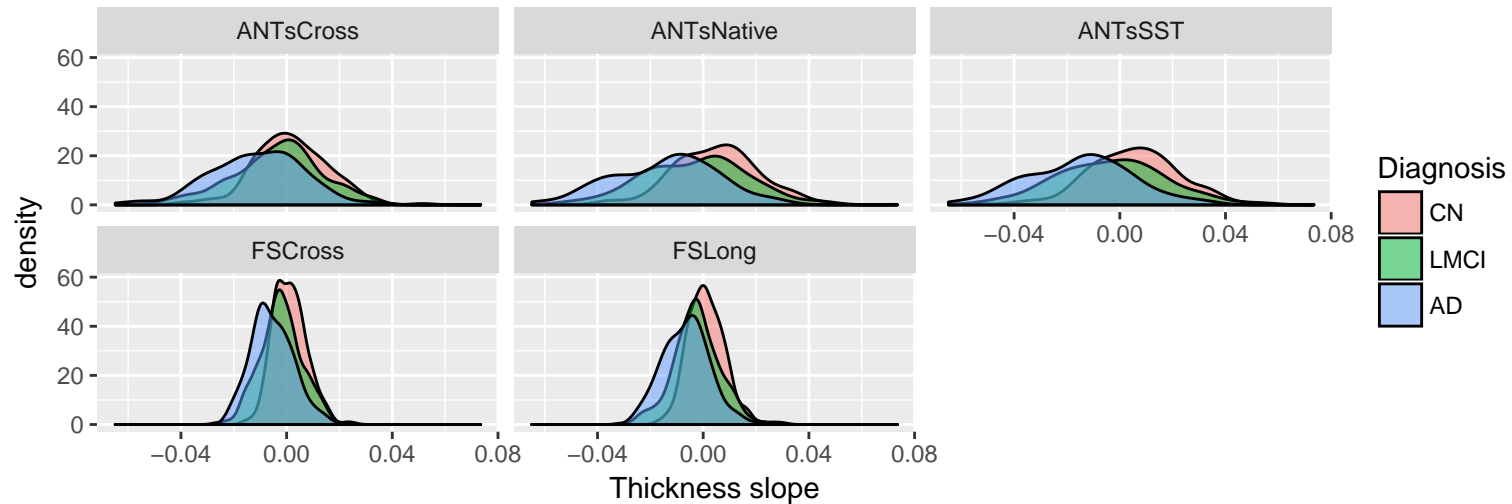 ANTsCross
ANTsNative
ANTsSST
60
40
20
0
−0.04
0.00
0.04
0.08
FSCross
FSLong
60
40
20
0
−0.04
0.00
0.04
0.08
−0.04
0.00
0.04
0.08
Thickness slope
density
Diagnosis
CN
LMCI
AD